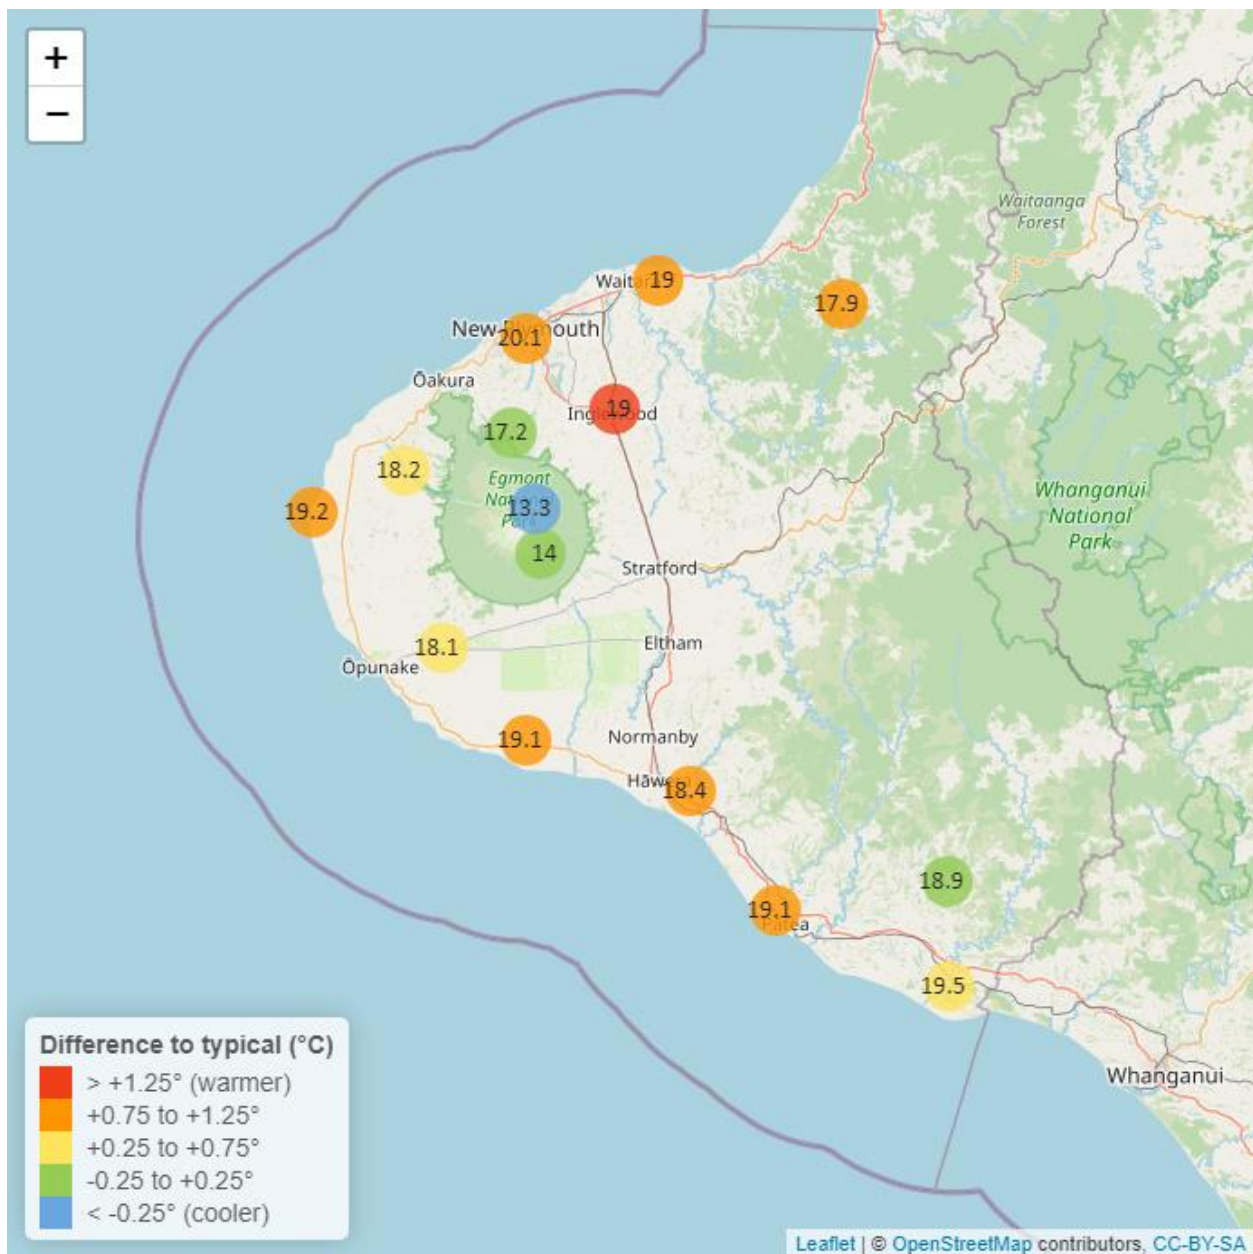 +
−
Waitaanga
Forest
Waitara
19
17.9
New Plymouth
20.1
Ōakura
19
Inglewood
17.2
18.2
Egmont
National
Park
13.3
19.2
Whanganui
National
Park
14
Stratford
18.1
Eltham
Ōpunake
19.1
Normanby
Hāwera
18.4
18.9
19.1
Pātea
19.5
Whanganui
Difference to typical (°C)
> +1.25° (warmer)
+0.75 to +1.25°
+0.25 to +0.75°
-0.25 to +0.25°
< -0.25° (cooler)
Leaflet | © OpenStreetMap contributors, CC-BY-SA